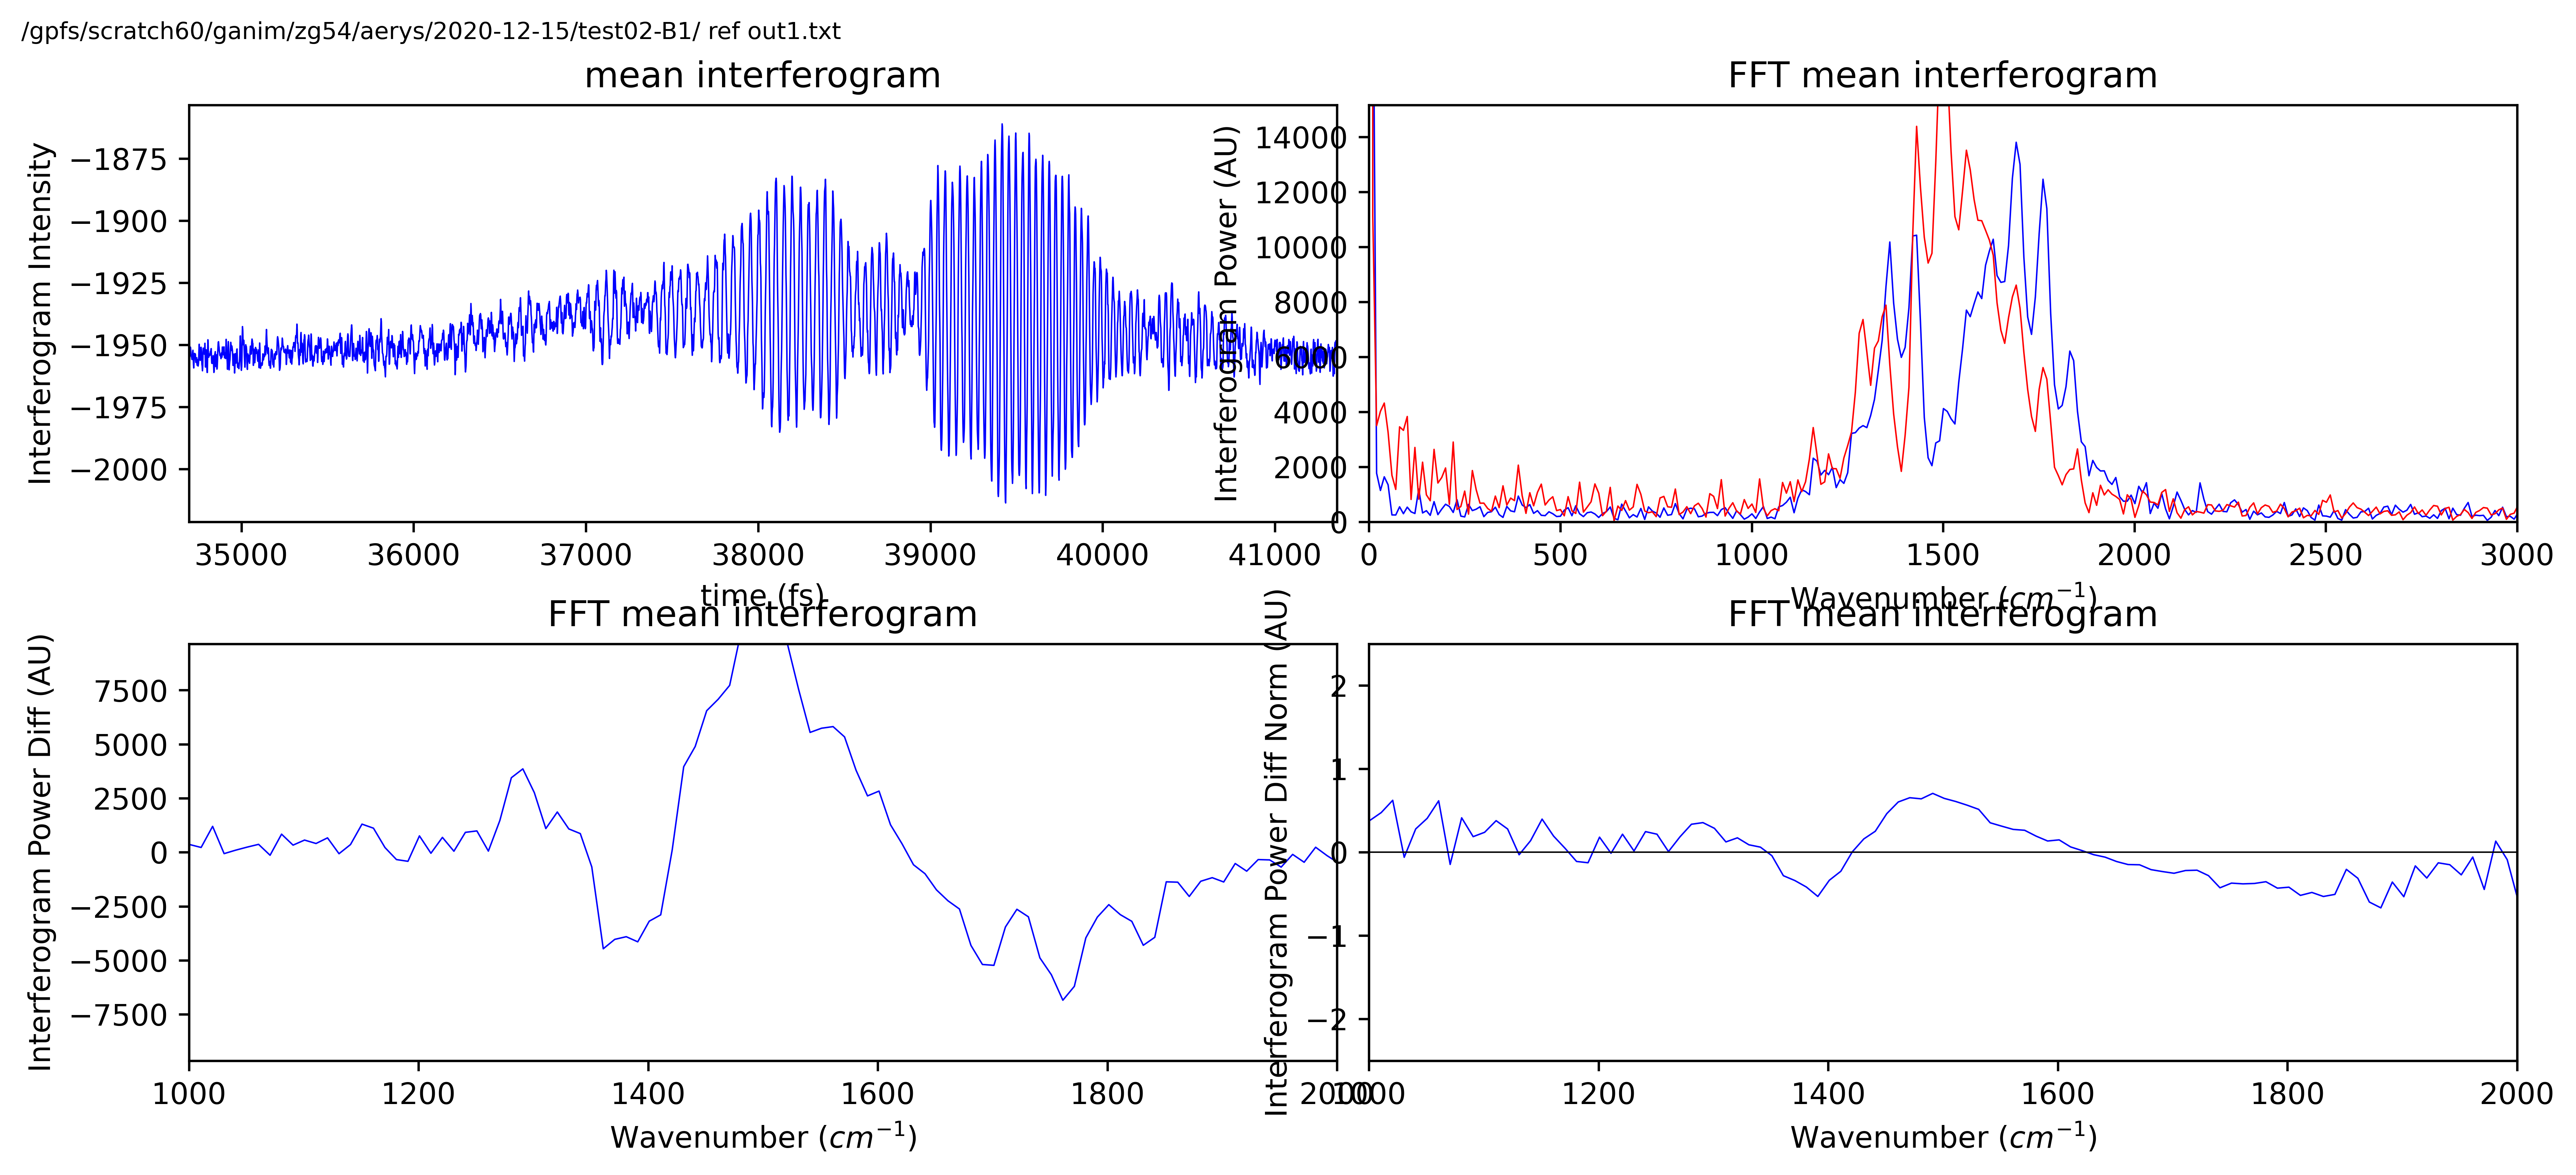 /gpfs/scratch60/ganim/zg54/aerys/2020-12-15/test02-B1/ ref out1.txt
mean interferogram
Interferogram Intensity
−1875
−1900
−1925
−1950
−1975
−2000
35000 36000 37000 38000 39000 40000 41000
time (fs)
FFT mean interferogram
Interferogram Power (AU)
14000
12000
10000
8000
6000
4000
2000
0
0 500 1000 1500 2000 2500 3000
Wavenumber (cm⁻¹)
FFT mean interferogram
Interferogram Power Diff (AU)
7500
5000
2500
0
−2500
−5000
−7500
1000 1200 1400 1600 1800 2000
Wavenumber (cm⁻¹)
FFT mean interferogram
Interferogram Power Diff Norm (AU)
2
1
0
−1
−2
1000 1200 1400 1600 1800 2000
Wavenumber (cm⁻¹)